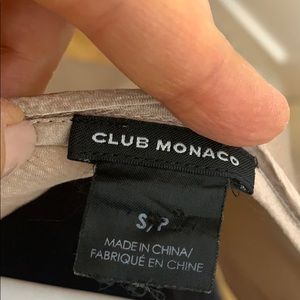 CLUB MONACO
S,P
MADE IN CHINA/
FABRIQUÉ EN CHINE